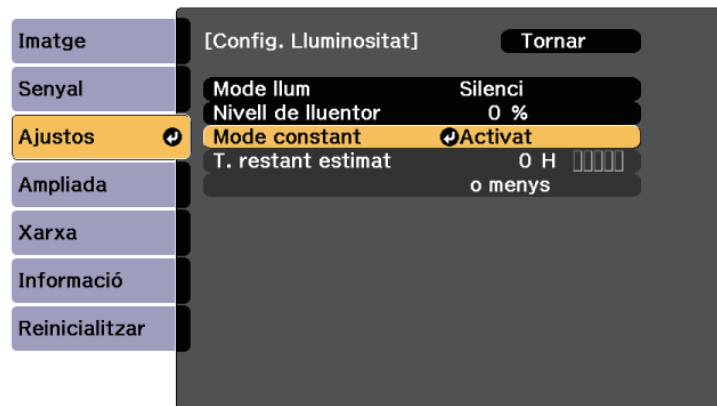 Imatge
Senyal
Ajustos
Ampliada
Xarxa
Informació
Reinicialitzar
[Config. Lluminositat] Tornar
Mode llum Silenci
Nivell de lluentor 0 %
Mode constant Activat
T. restant estimat 0 H
o menys